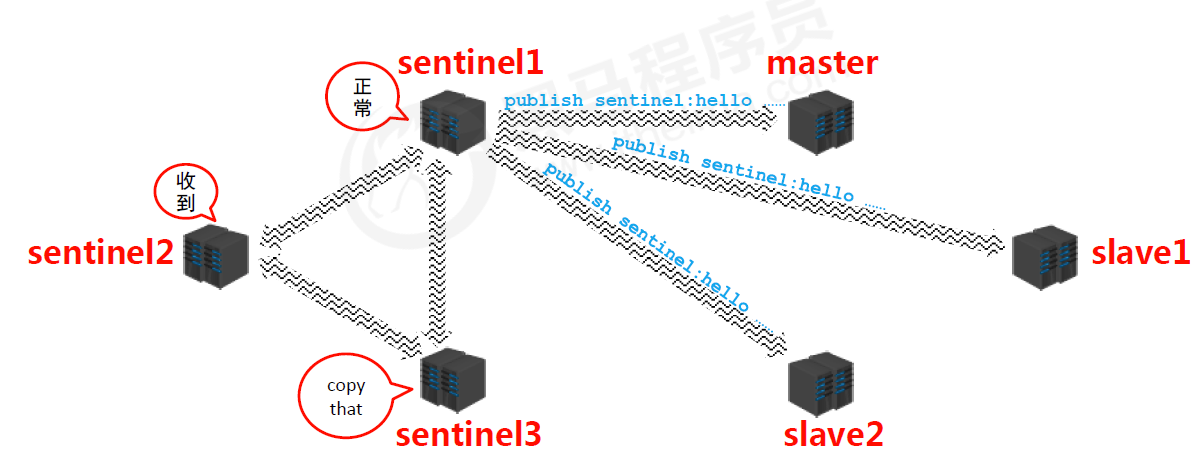 sentinel1
master
正
常
publish sentinel:hello ......
publish sentinel:hello ......
publish sentinel:hello ......
收
到
sentinel2
slave1
copy
that
sentinel3
slave2